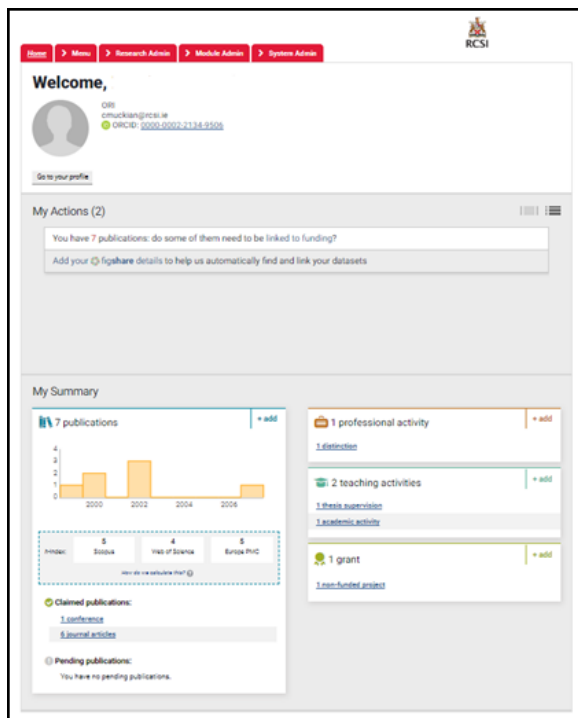 RCSI
Home
Menu
Research Admin
Module Admin
System Admin
Welcome,
ORI
cmuckian@rcsi.ie
ORCID: 0000-0002-2134-9506
Go to your profile
My Actions (2)
You have 7 publications: do some of them need to be linked to funding?
Add your figshare details to help us automatically find and link your datasets
My Summary
7 publications
+ add
4
3
2
1
0
2000 2002 2004 2006
h-index:
5
Scopus
4
Web of Science
5
Europe PMC
How do we calculate this?
Claimed publications:
1 conference
6 journal articles
Pending publications:
You have no pending publications.
1 professional activity
+ add
1 distinction
2 teaching activities
+ add
1 thesis supervision
1 academic activity
1 grant
+ add
1 non-funded project